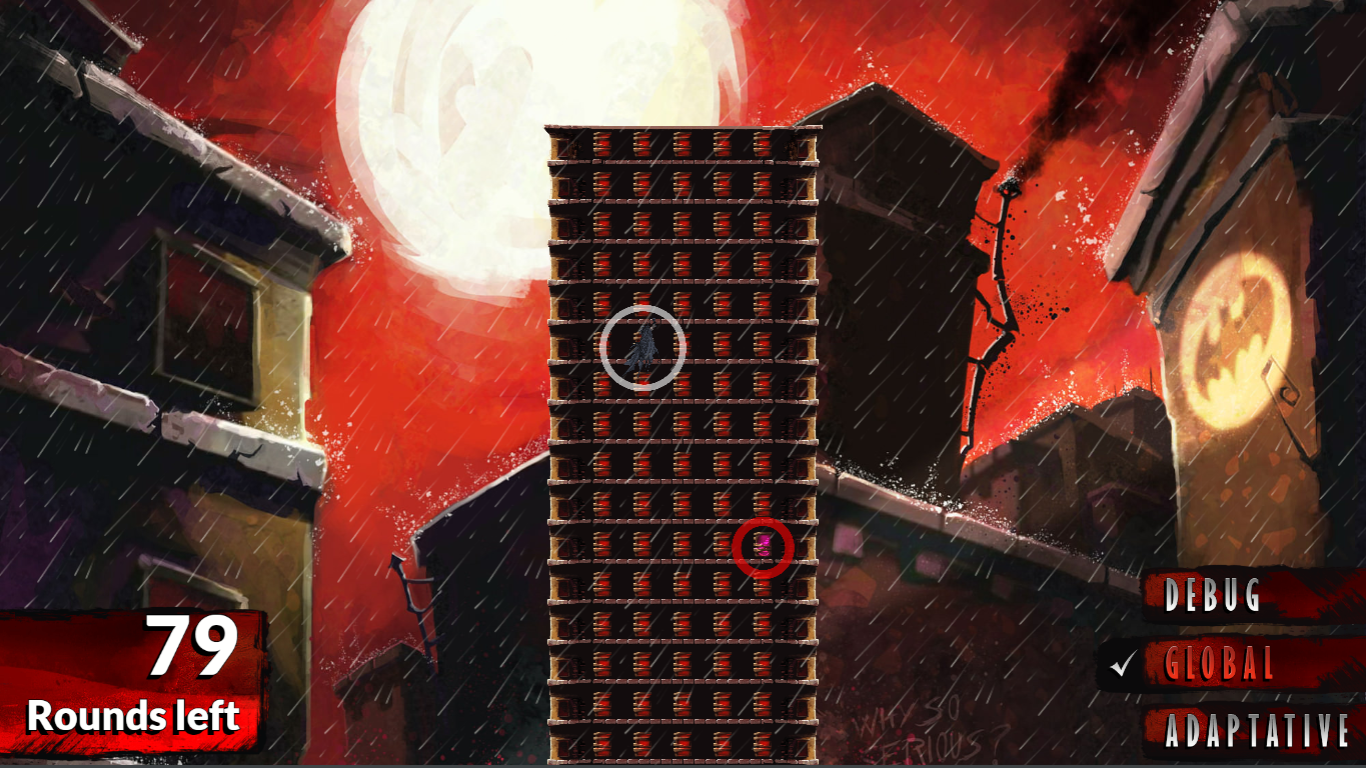 79
Rounds left
DEBUG
GLOBAL
ADAPTATIVE
WHY SO
SERIOUS?